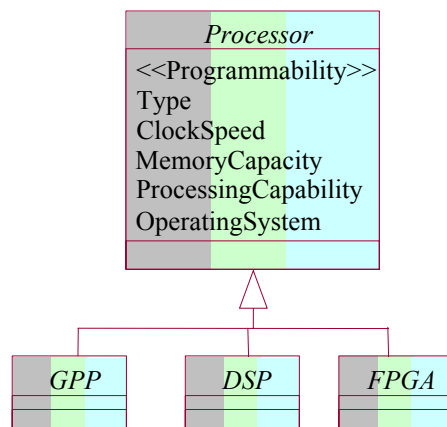 Processor
<<Programmability>>
Type
ClockSpeed
MemoryCapacity
ProcessingCapability
OperatingSystem
GPP
DSP
FPGA